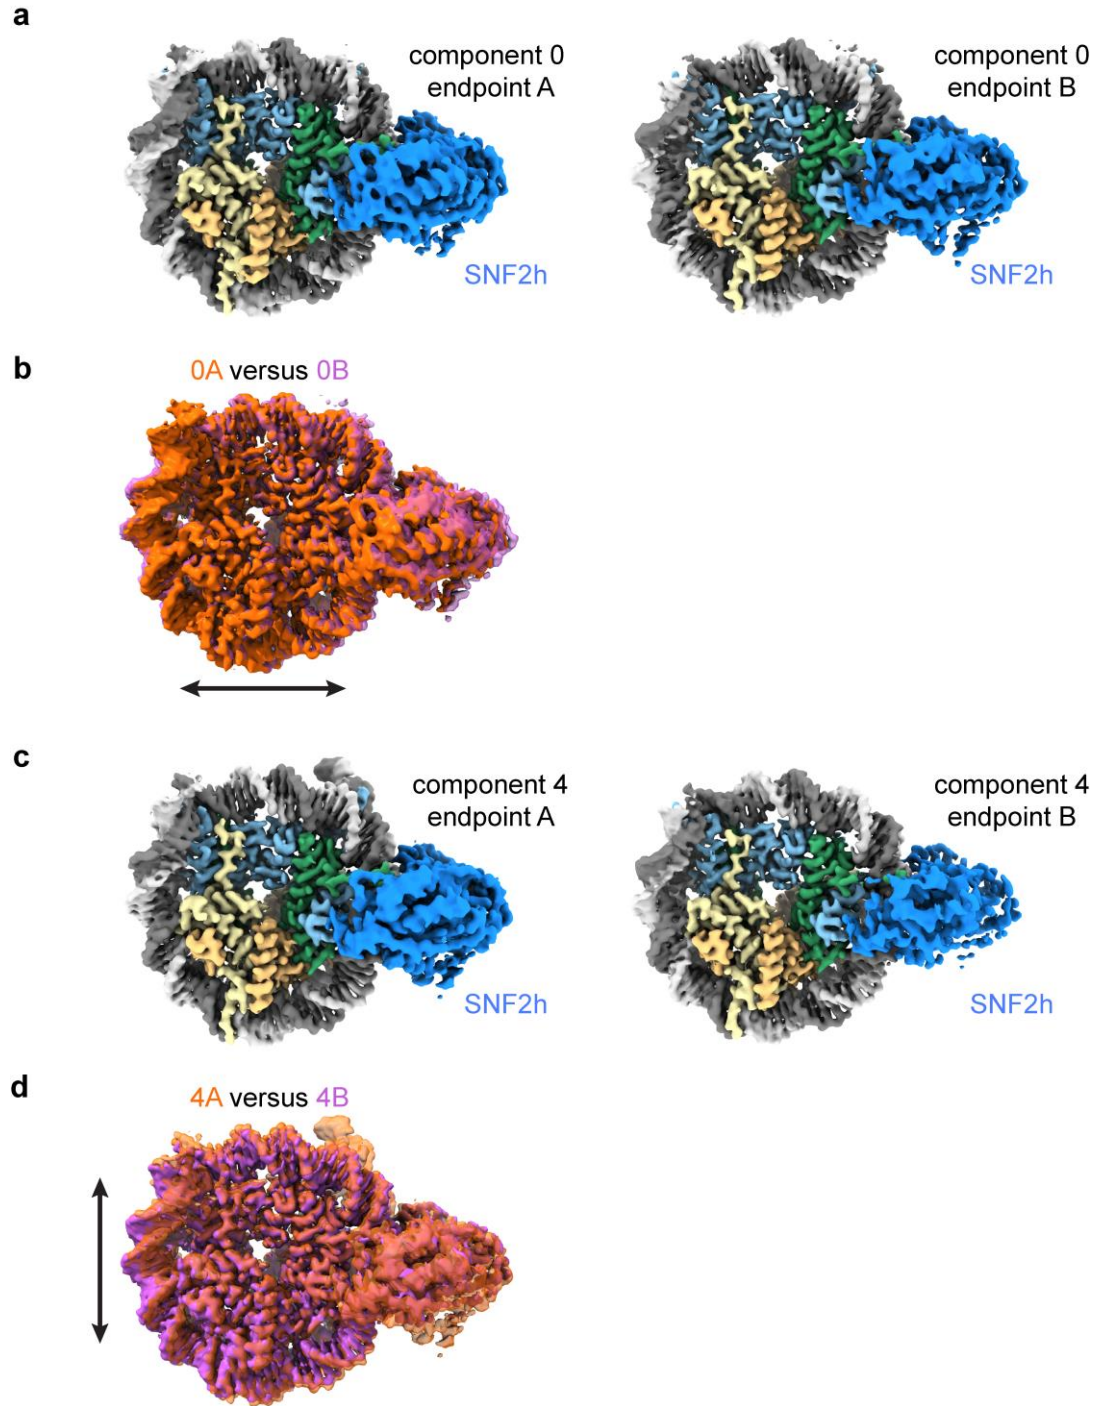 a
component 0
endpoint A
SNF2h
component 0
endpoint B
SNF2h
b
0A versus 0B
c
component 4
endpoint A
SNF2h
component 4
endpoint B
SNF2h
d
4A versus 4B